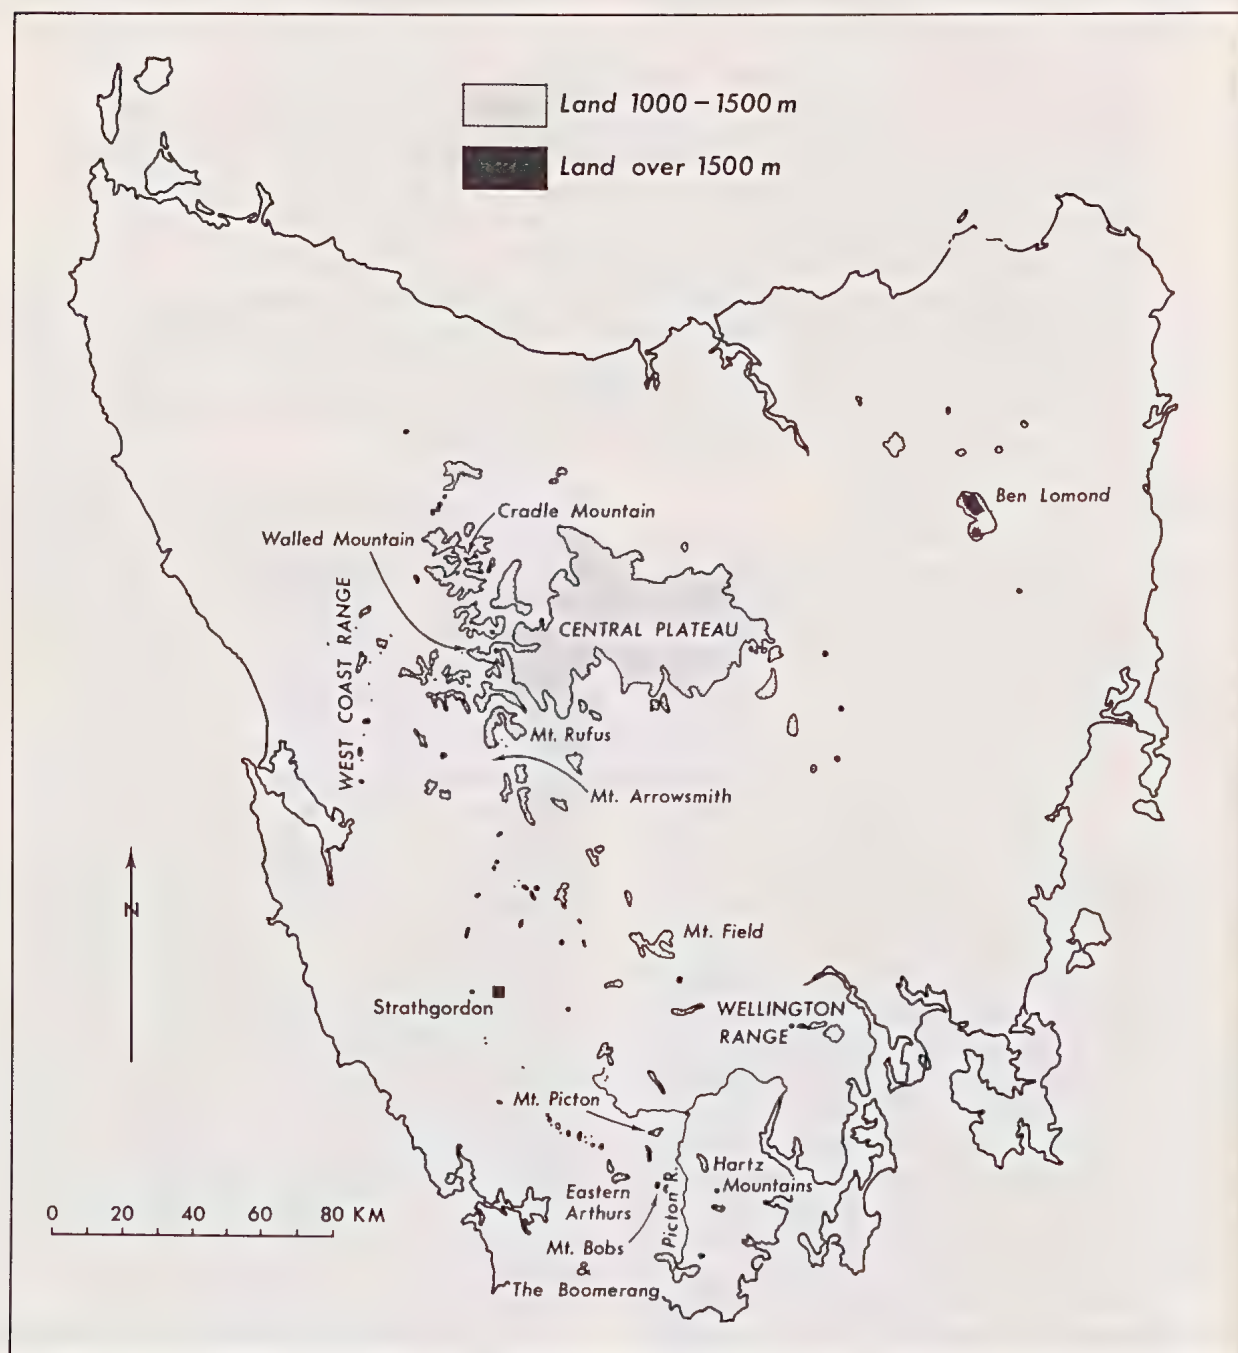 Land 1000 – 1500 m
Land over 1500 m
Ben Lomond
Cradle Mountain
Walled Mountain
CENTRAL PLATEAU
WEST COAST RANGE
Mt. Rufus
Mt. Arrowsmith
N
Mt. Field
Strathgordon
WELLINGTON
RANGE
Mt. Picton
Hartz
Mountains
Picton R.
Eastern
Arthurs
0 20 40 60 80 KM
Mt. Bobs
&
The Boomerang